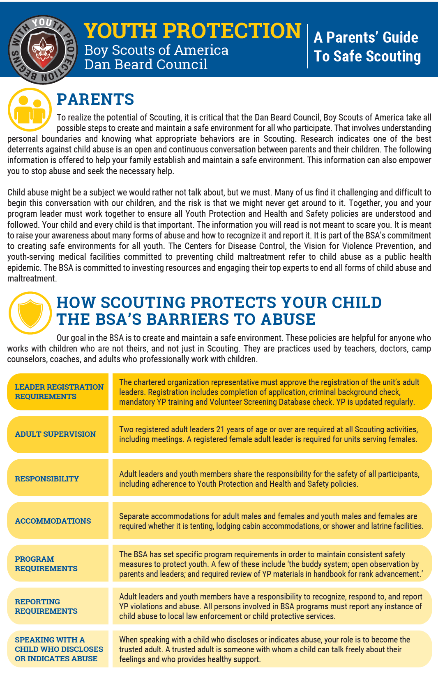 YOUTH PROTECTION
Boy Scouts of America
Dan Beard Council
A Parents' Guide
To Safe Scouting
YOUTH PROTECTION BEGINS WITH
PARENTS
To realize the potential of Scouting, it is critical that the Dan Beard Council, Boy Scouts of America take all
possible steps to create and maintain a safe environment for all who participate. That involves understanding
personal boundaries and knowing what appropriate behaviors are in Scouting. Research indicates one of the best
deterrents against child abuse is an open and continuous conversation between parents and their children. The following
information is offered to help your family establish and maintain a safe environment. This information can also empower
you to stop abuse and seek the necessary help.
Child abuse might be a subject we would rather not talk about, but we must. Many of us find it challenging and difficult to
begin this conversation with our children, and the risk is that we might never get around to it. Together, you and your
program leader must work together to ensure all Youth Protection and Health and Safety policies are understood and
followed. Your child and every child is that important. The information you will read is not meant to scare you. It is meant
to raise your awareness about many forms of abuse and how to recognize it and report it. It is part of the BSA's commitment
to creating safe environments for all youth. The Centers for Disease Control, the Vision for Violence Prevention, and
youth-serving medical facilities committed to preventing child maltreatment refer to child abuse as a public health
epidemic. The BSA is committed to investing resources and engaging their top experts to end all forms of child abuse and
maltreatment.
HOW SCOUTING PROTECTS YOUR CHILD
THE BSA'S BARRIERS TO ABUSE
Our goal in the BSA is to create and maintain a safe environment. These policies are helpful for anyone who
works with children who are not theirs, and not just in Scouting. They are practices used by teachers, doctors, camp
counselors, coaches, and adults who professionally work with children.
LEADER REGISTRATION
REQUIREMENTS
The chartered organization representative must approve the registration of the unit's adult
leaders. Registration includes completion of application, criminal background check,
mandatory YP training and Volunteer Screening Database check. YP is updated regularly.
ADULT SUPERVISION
Two registered adult leaders 21 years of age or over are required at all Scouting activities,
including meetings. A registered female adult leader is required for units serving females.
RESPONSIBILITY
Adult leaders and youth members share the responsibility for the safety of all participants,
including adherence to Youth Protection and Health and Safety policies.
ACCOMMODATIONS
Separate accommodations for adult males and females and youth males and females are
required whether it is tenting, lodging cabin accommodations, or shower and latrine facilities.
PROGRAM
REQUIREMENTS
The BSA has set specific program requirements in order to maintain consistent safety
measures to protect youth. A few of these include 'the buddy system; open observation by
parents and leaders; and required review of YP materials in handbook for rank advancement.'
REPORTING
REQUIREMENTS
Adult leaders and youth members have a responsibility to recognize, respond to, and report
YP violations and abuse. All persons involved in BSA programs must report any instance of
child abuse to local law enforcement or child protective services.
SPEAKING WITH A
CHILD WHO DISCLOSES
OR INDICATES ABUSE
When speaking with a child who discloses or indicates abuse, your role is to become the
trusted adult. A trusted adult is someone with whom a child can talk freely about their
feelings and who provides healthy support.